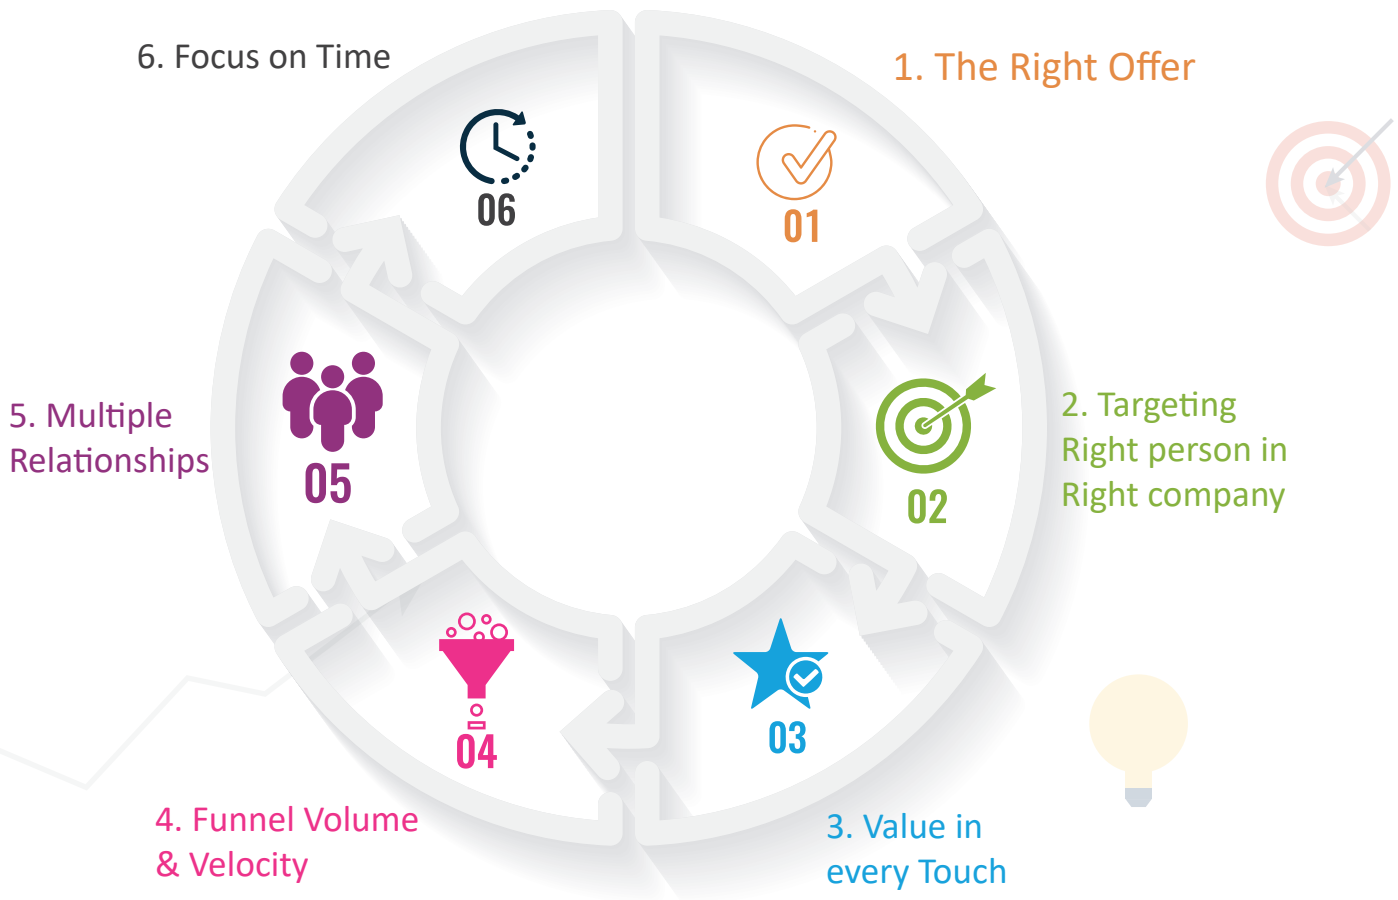 6. Focus on Time
1. The Right Offer
06
01
5. Multiple
Relationships
05
2. Targeting
Right person in
Right company
02
04
03
4. Funnel Volume
& Velocity
3. Value in
every Touch